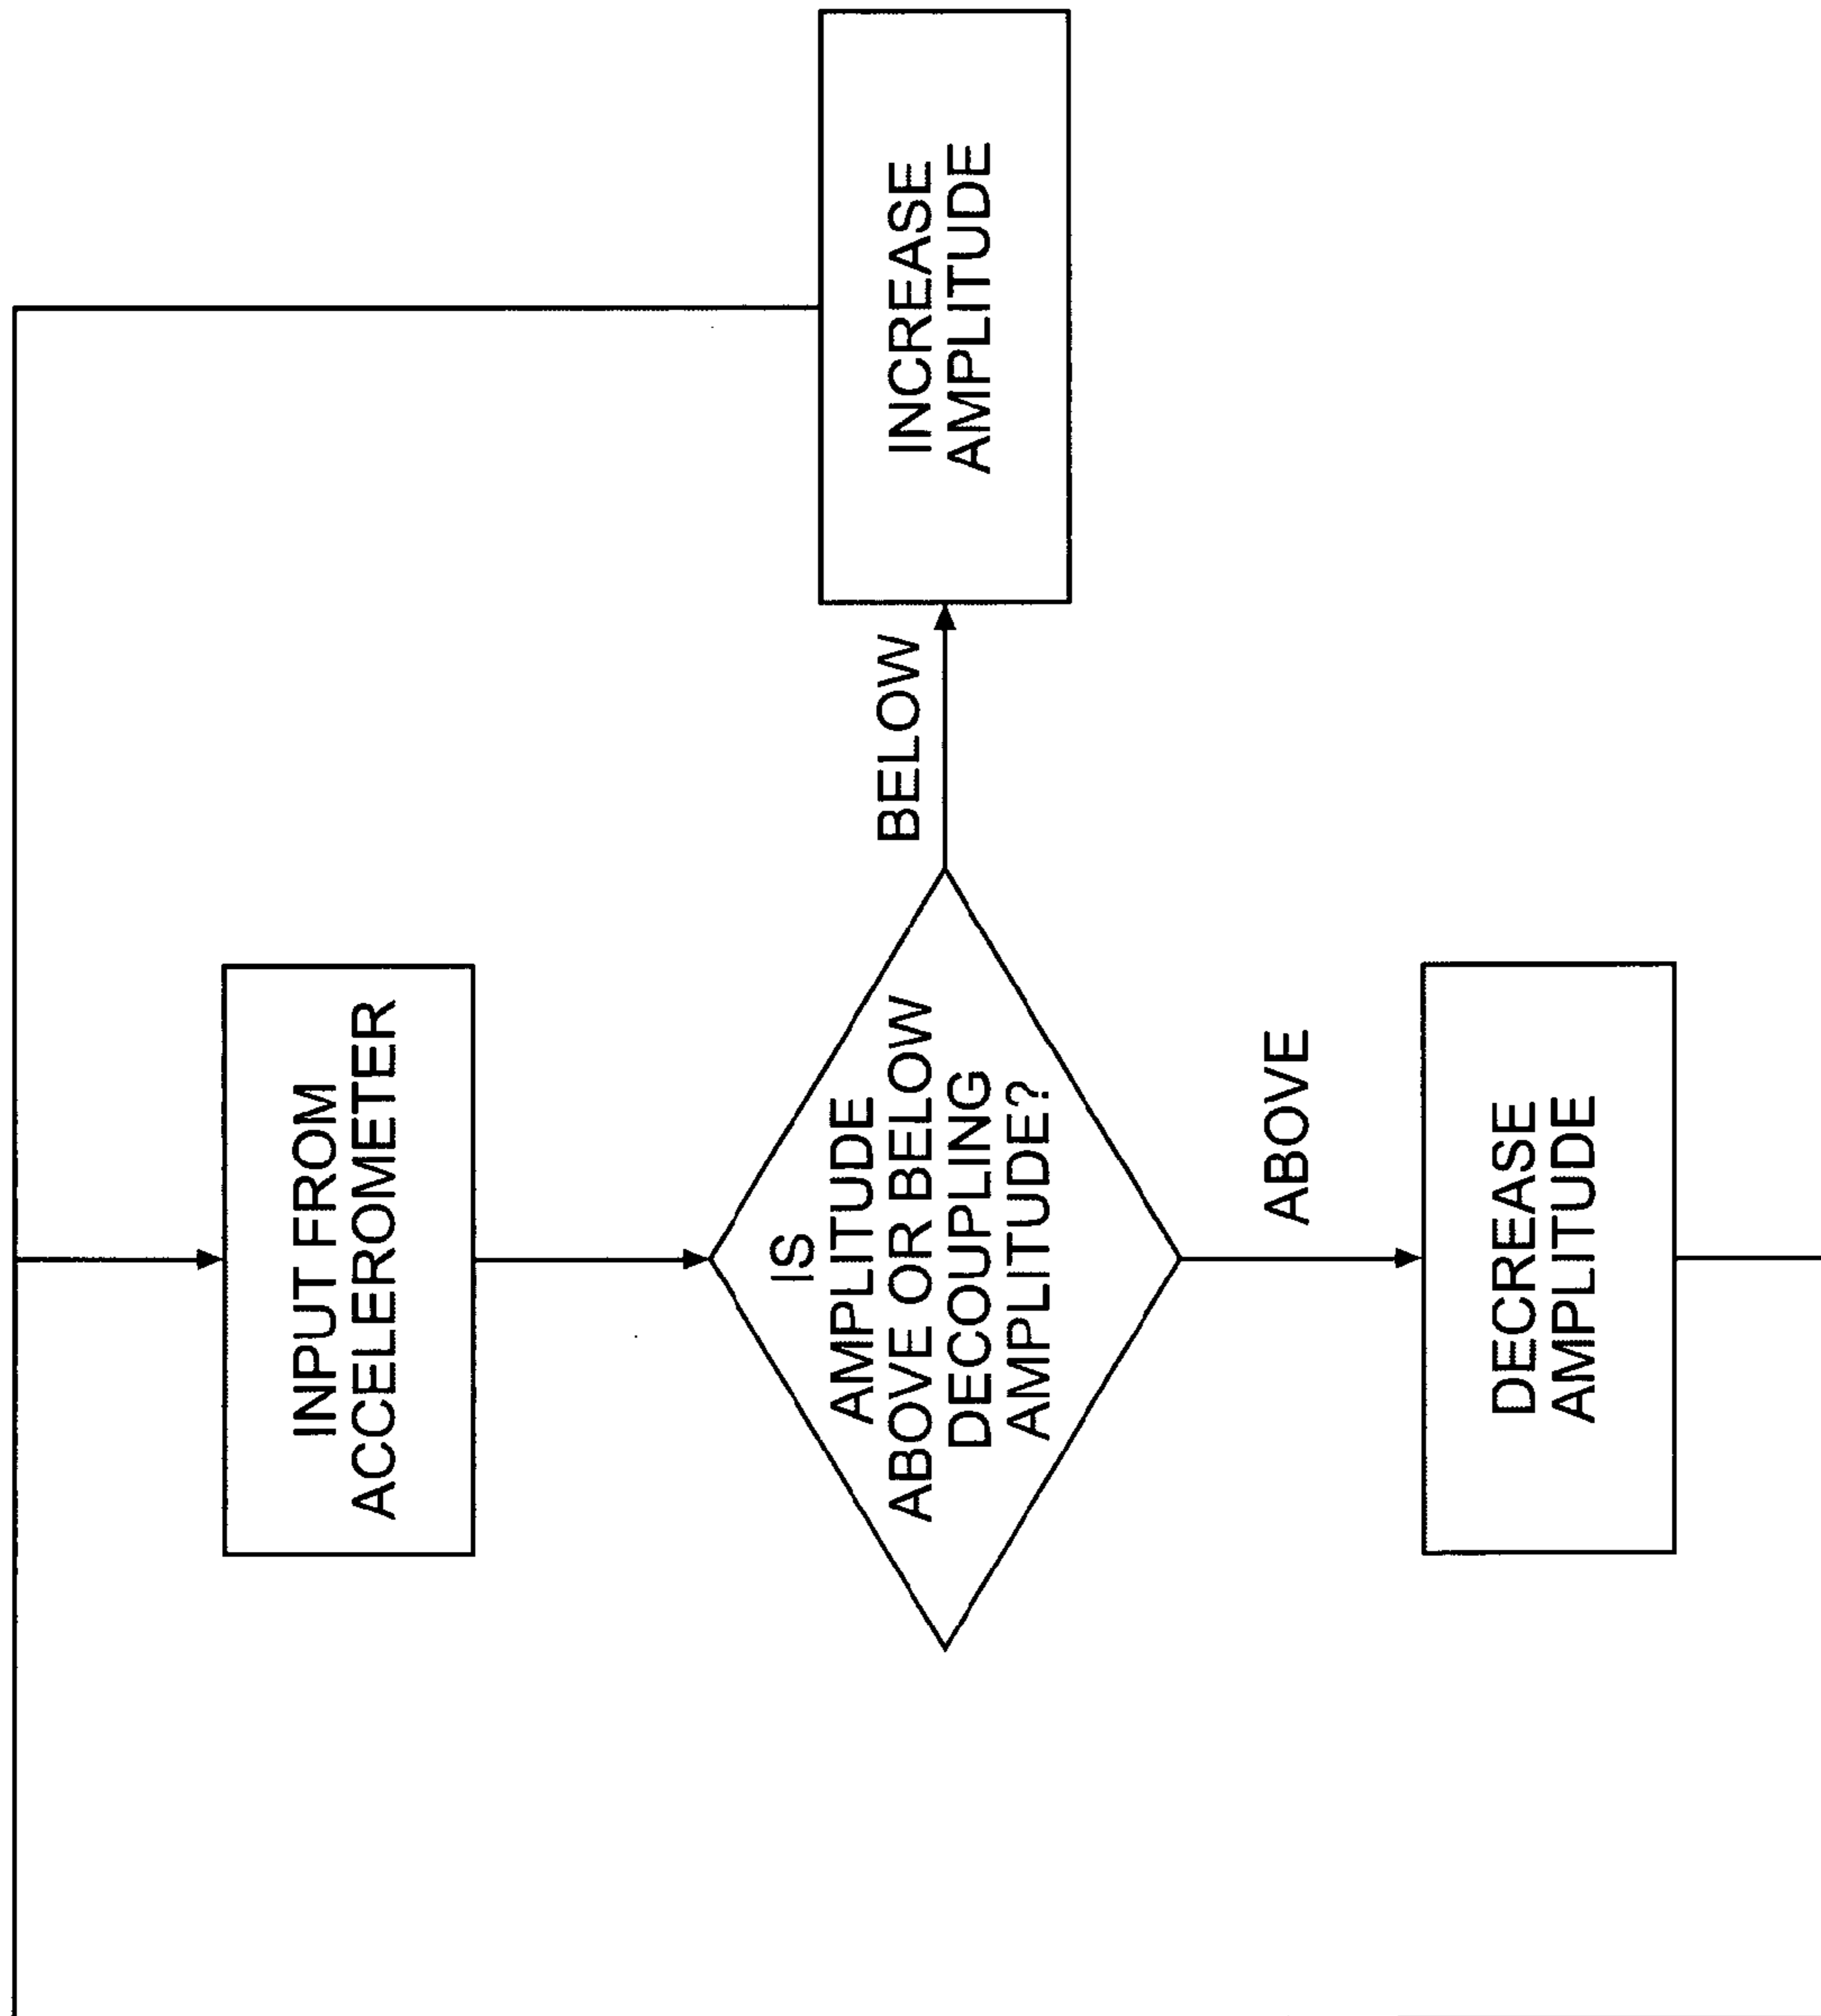 INPUT FROM
ACCELEROMETER
IS
AMPLITUDE
ABOVE OR BELOW
DECOUPLING
AMPLITUDE?
BELOW
INCREASE
AMPLITUDE
ABOVE
DECREASE
AMPLITUDE